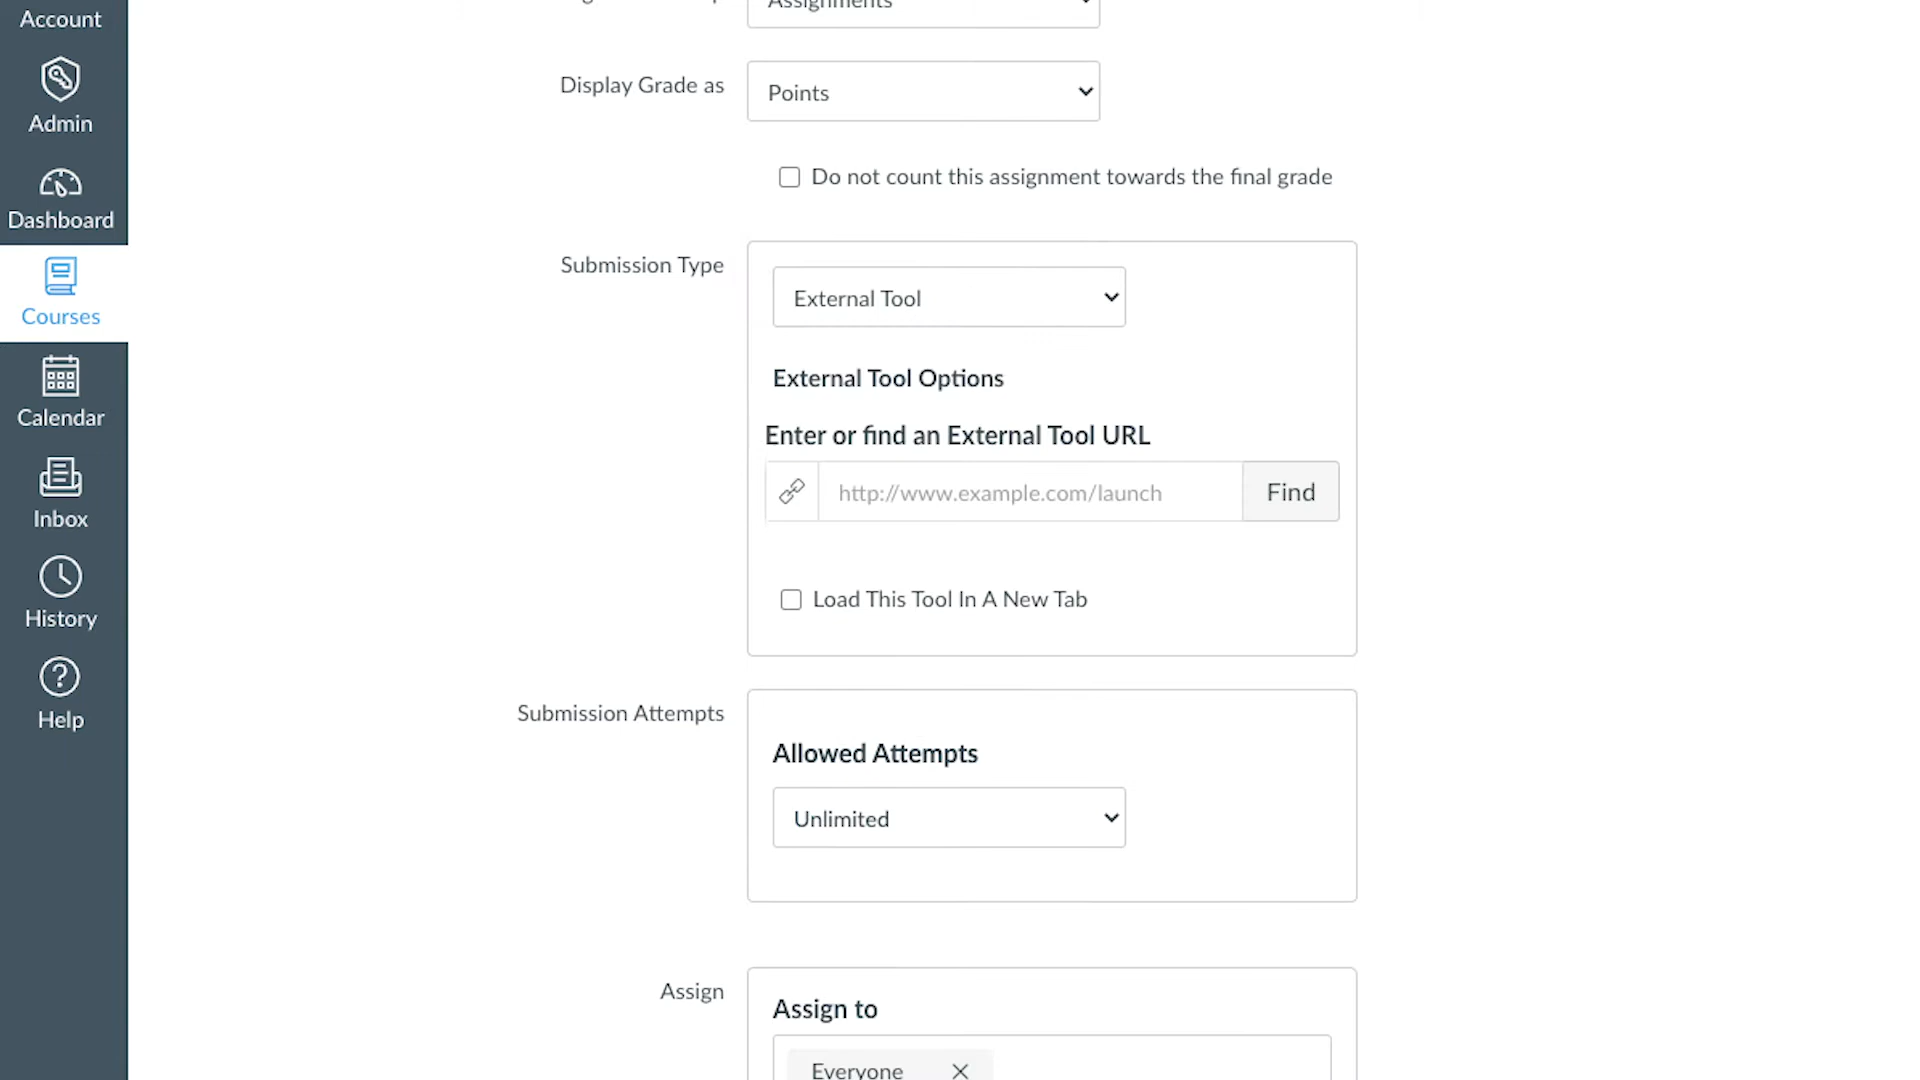 Account
Admin
Dashboard
Courses
Calendar
Inbox
History
Help
Assignments
Display Grade as
Points
Do not count this assignment towards the final grade
Submission Type
External Tool
External Tool Options
Enter or find an External Tool URL
http://www.example.com/launch
Find
Load This Tool In A New Tab
Submission Attempts
Allowed Attempts
Unlimited
Assign
Assign to
Everyone